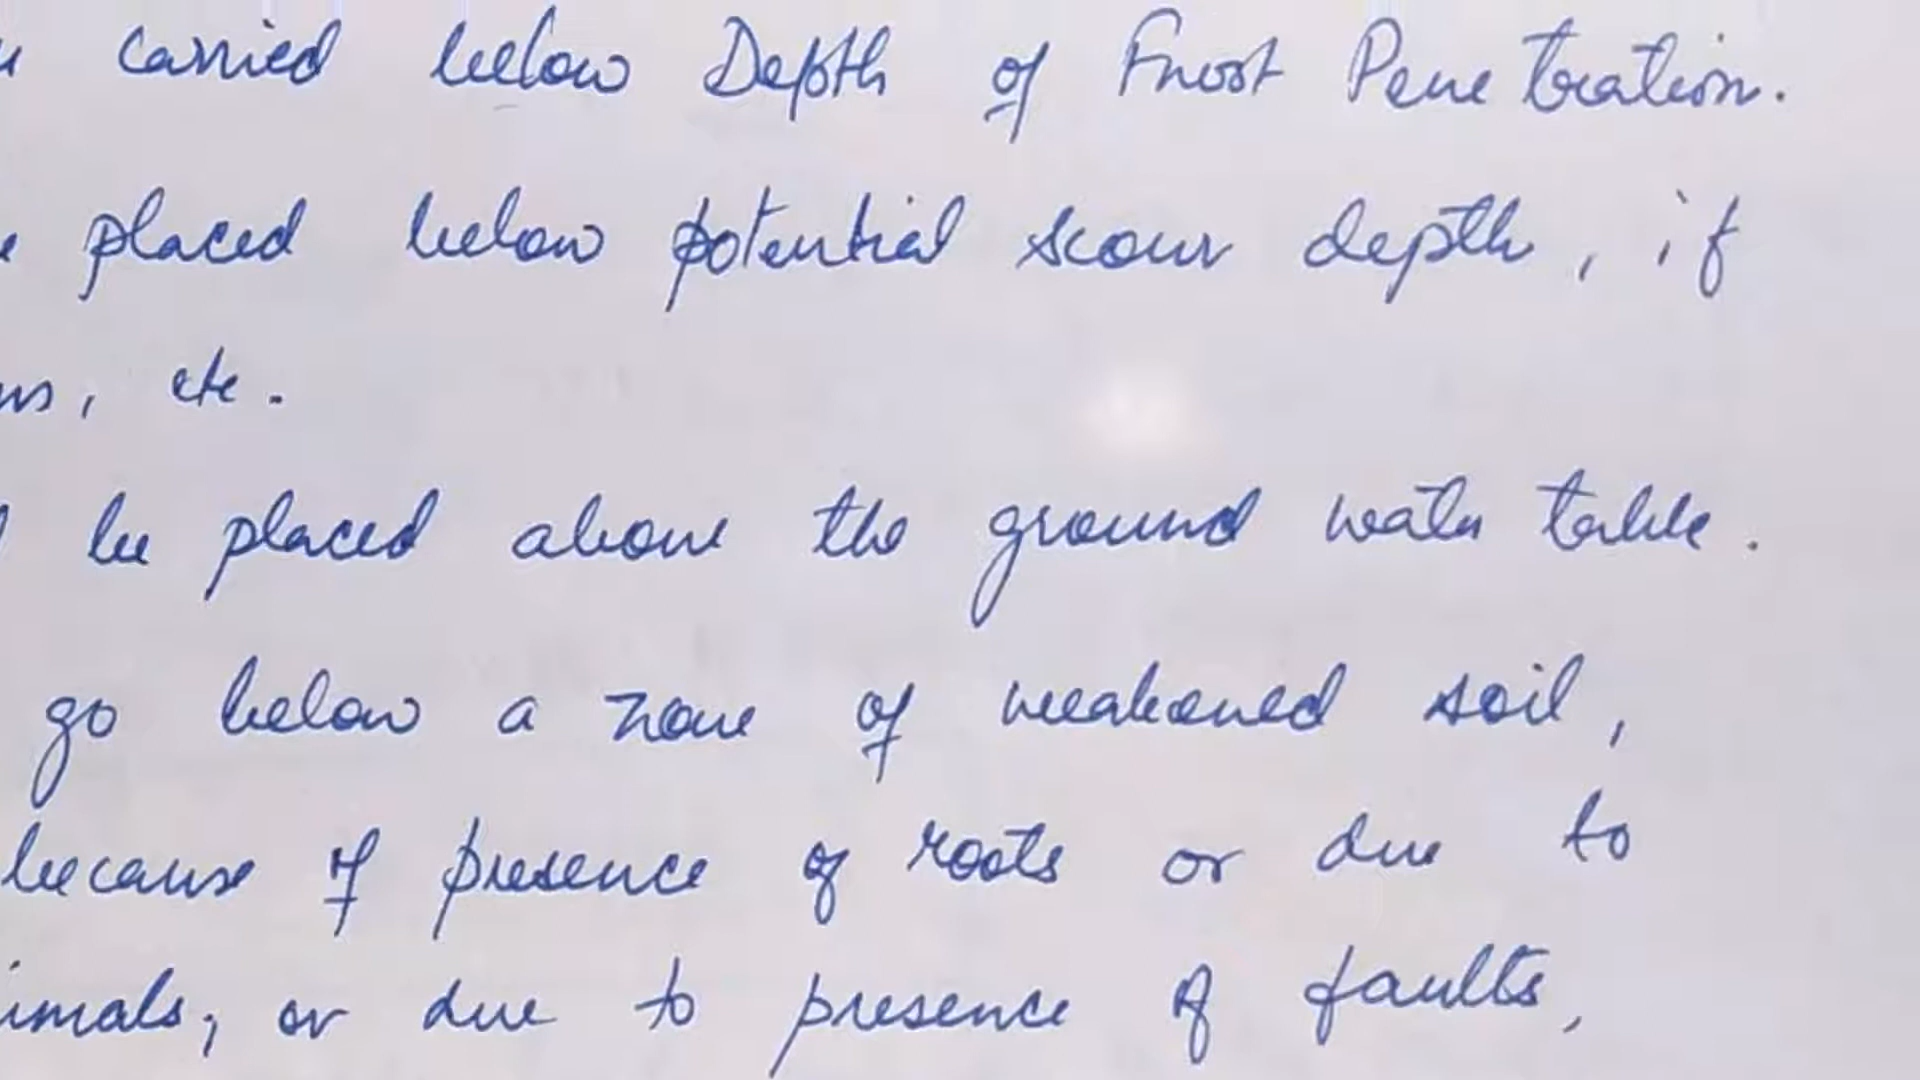 carried below Depth of Frost Penetration.
placed below potential scour depth, if
, etc.
be placed above the ground water table.
go below a zone of weakened soil,
because of presence of roots or due to
imals, or due to presence of faults,